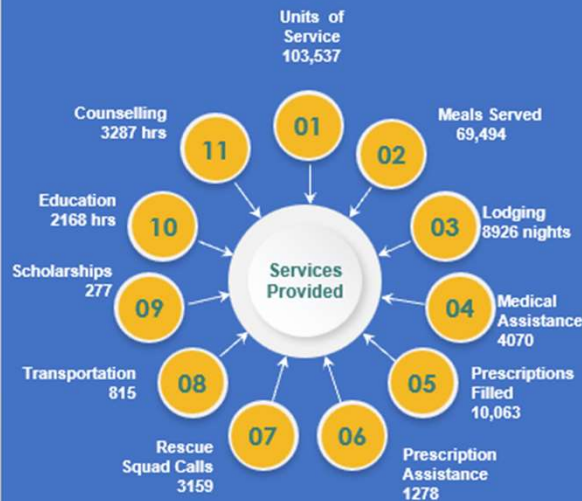 Units of
Service
103,537
01
Meals Served
69,494
02
Lodging
8926 nights
03
Medical
Assistance
4070
04
Prescriptions
Filled
10,063
05
Prescription
Assistance
1278
06
Rescue
Squad Calls
3159
07
Transportation
815
08
Scholarships
277
09
Education
2168 hrs
10
Counselling
3287 hrs
11
Services
Provided